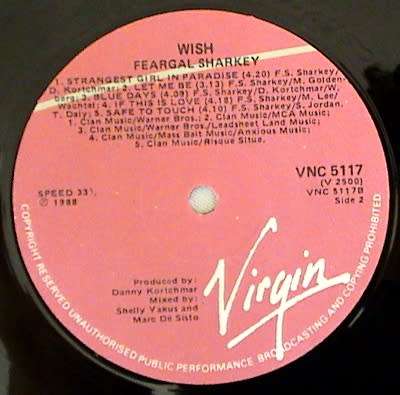 WISH
FEARGAL SHARKEY
1. STRANGEST GIRL IN PARADISE (4.20) F.S. Sharkey/
D. Kortchmar; 2. LET ME BE (3.13) F.S. Sharkey/M. Golden-
berg; 3. BLUE DAYS (4.09) F.S. Sharkey/D. Kortchmar/W.
Wachtel; 4. IF THIS IS LOVE (4.18) F.S. Sharkey/M. Lee/
T. Daly; 5. SAFE TO TOUCH (4.10) F.S. Sharkey/S. Jordan.
1. Clan Music/Warner Bros.; 2. Clan Music/MCA Music;
3. Clan Music/Warner Bros./Leadsheet Land Music;
4. Clan Music/Mass Bait Music/Anxious Music;
5. Clan Music/Risque Situe.
SPEED 33⅓
℗ 1988
VNC 5117
(V 2500)
VNC 5117B
Side 2
Produced by:
Danny Kortchmar
Mixed by:
Shelly Yakus and
Marc De Sisto
Virgin
COPYRIGHT RESERVED UNAUTHORISED PUBLIC PERFORMANCE BROADCASTING AND COPYING PROHIBITED